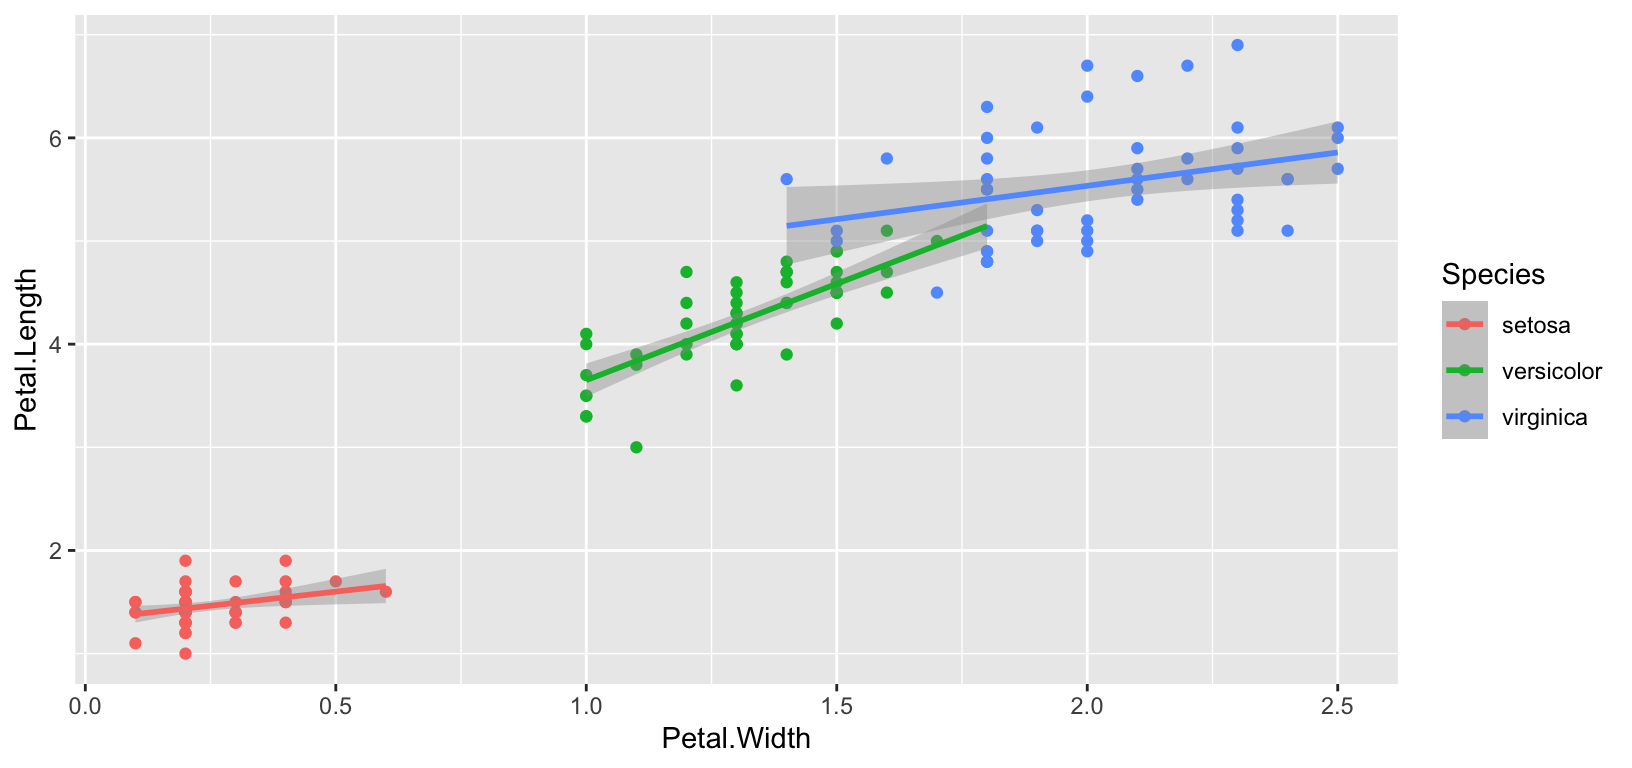 Petal.Length
6
4
2
0.0 0.5 1.0 1.5 2.0 2.5
Petal.Width
Species
setosa
versicolor
virginica